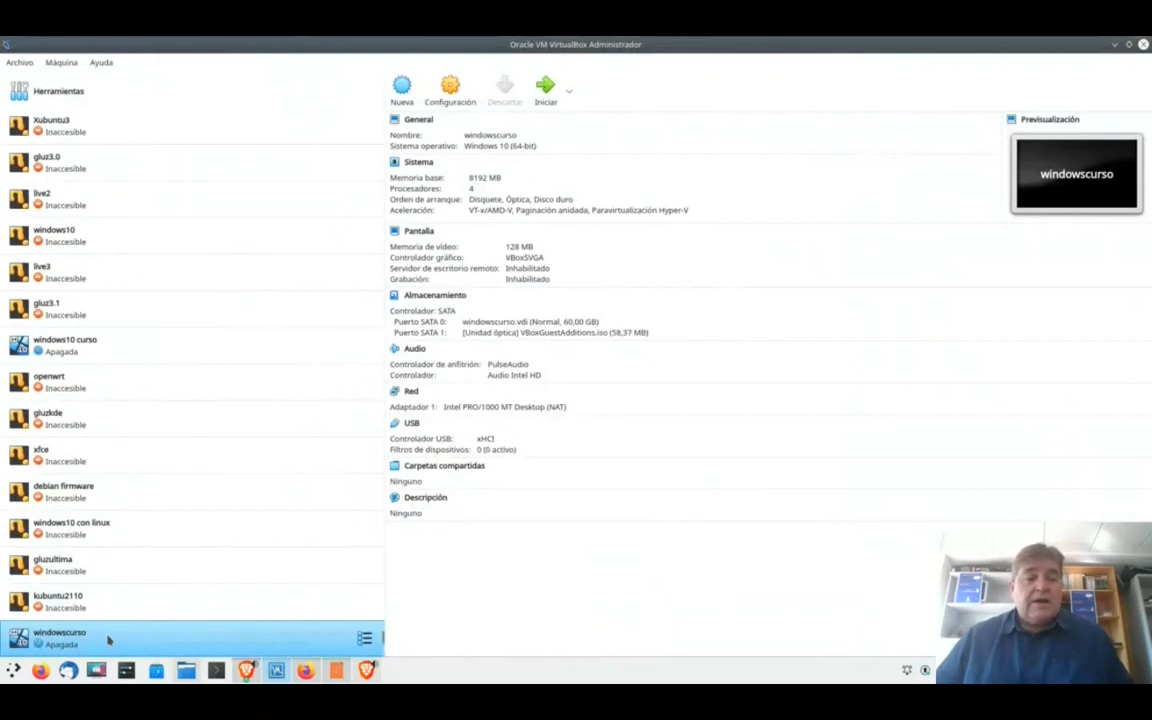 Oracle VM VirtualBox Administrador
Archivo Máquina Ayuda
Herramientas
Xubuntu3
Inaccesible
gluz3.0
Inaccesible
live2
Inaccesible
windows10
Inaccesible
live3
Inaccesible
gluz3.1
Inaccesible
windows10 curso
Apagada
openwrt
Inaccesible
gluzkde
Inaccesible
xfce
Inaccesible
debian firmware
Inaccesible
windows10 con linux
Inaccesible
gluzultima
Inaccesible
kubuntu2110
Inaccesible
windowscurso
Apagada
Nueva Configuración Descartar Iniciar
General
Nombre: windowscurso
Sistema operativo: Windows 10 (64-bit)
Sistema
Memoria base: 8192 MB
Procesadores: 4
Orden de arranque: Disquete, Óptica, Disco duro
Aceleración: VT-x/AMD-V, Paginación anidada, Paravirtualización Hyper-V
Pantalla
Memoria de vídeo: 128 MB
Controlador gráfico: VBoxSVGA
Servidor de escritorio remoto: Inhabilitado
Grabación: Inhabilitado
Almacenamiento
Controlador: SATA
Puerto SATA 0: windowscurso.vdi (Normal, 60,00 GB)
Puerto SATA 1: [Unidad óptica] VBoxGuestAdditions.iso (58,37 MB)
Audio
Controlador de anfitrión: PulseAudio
Controlador: Audio Intel HD
Red
Adaptador 1: Intel PRO/1000 MT Desktop (NAT)
USB
Controlador USB: xHCI
Filtros de dispositivos: 0 (0 activo)
Carpetas compartidas
Ninguno
Descripción
Ninguno
Previsualización
windowscurso